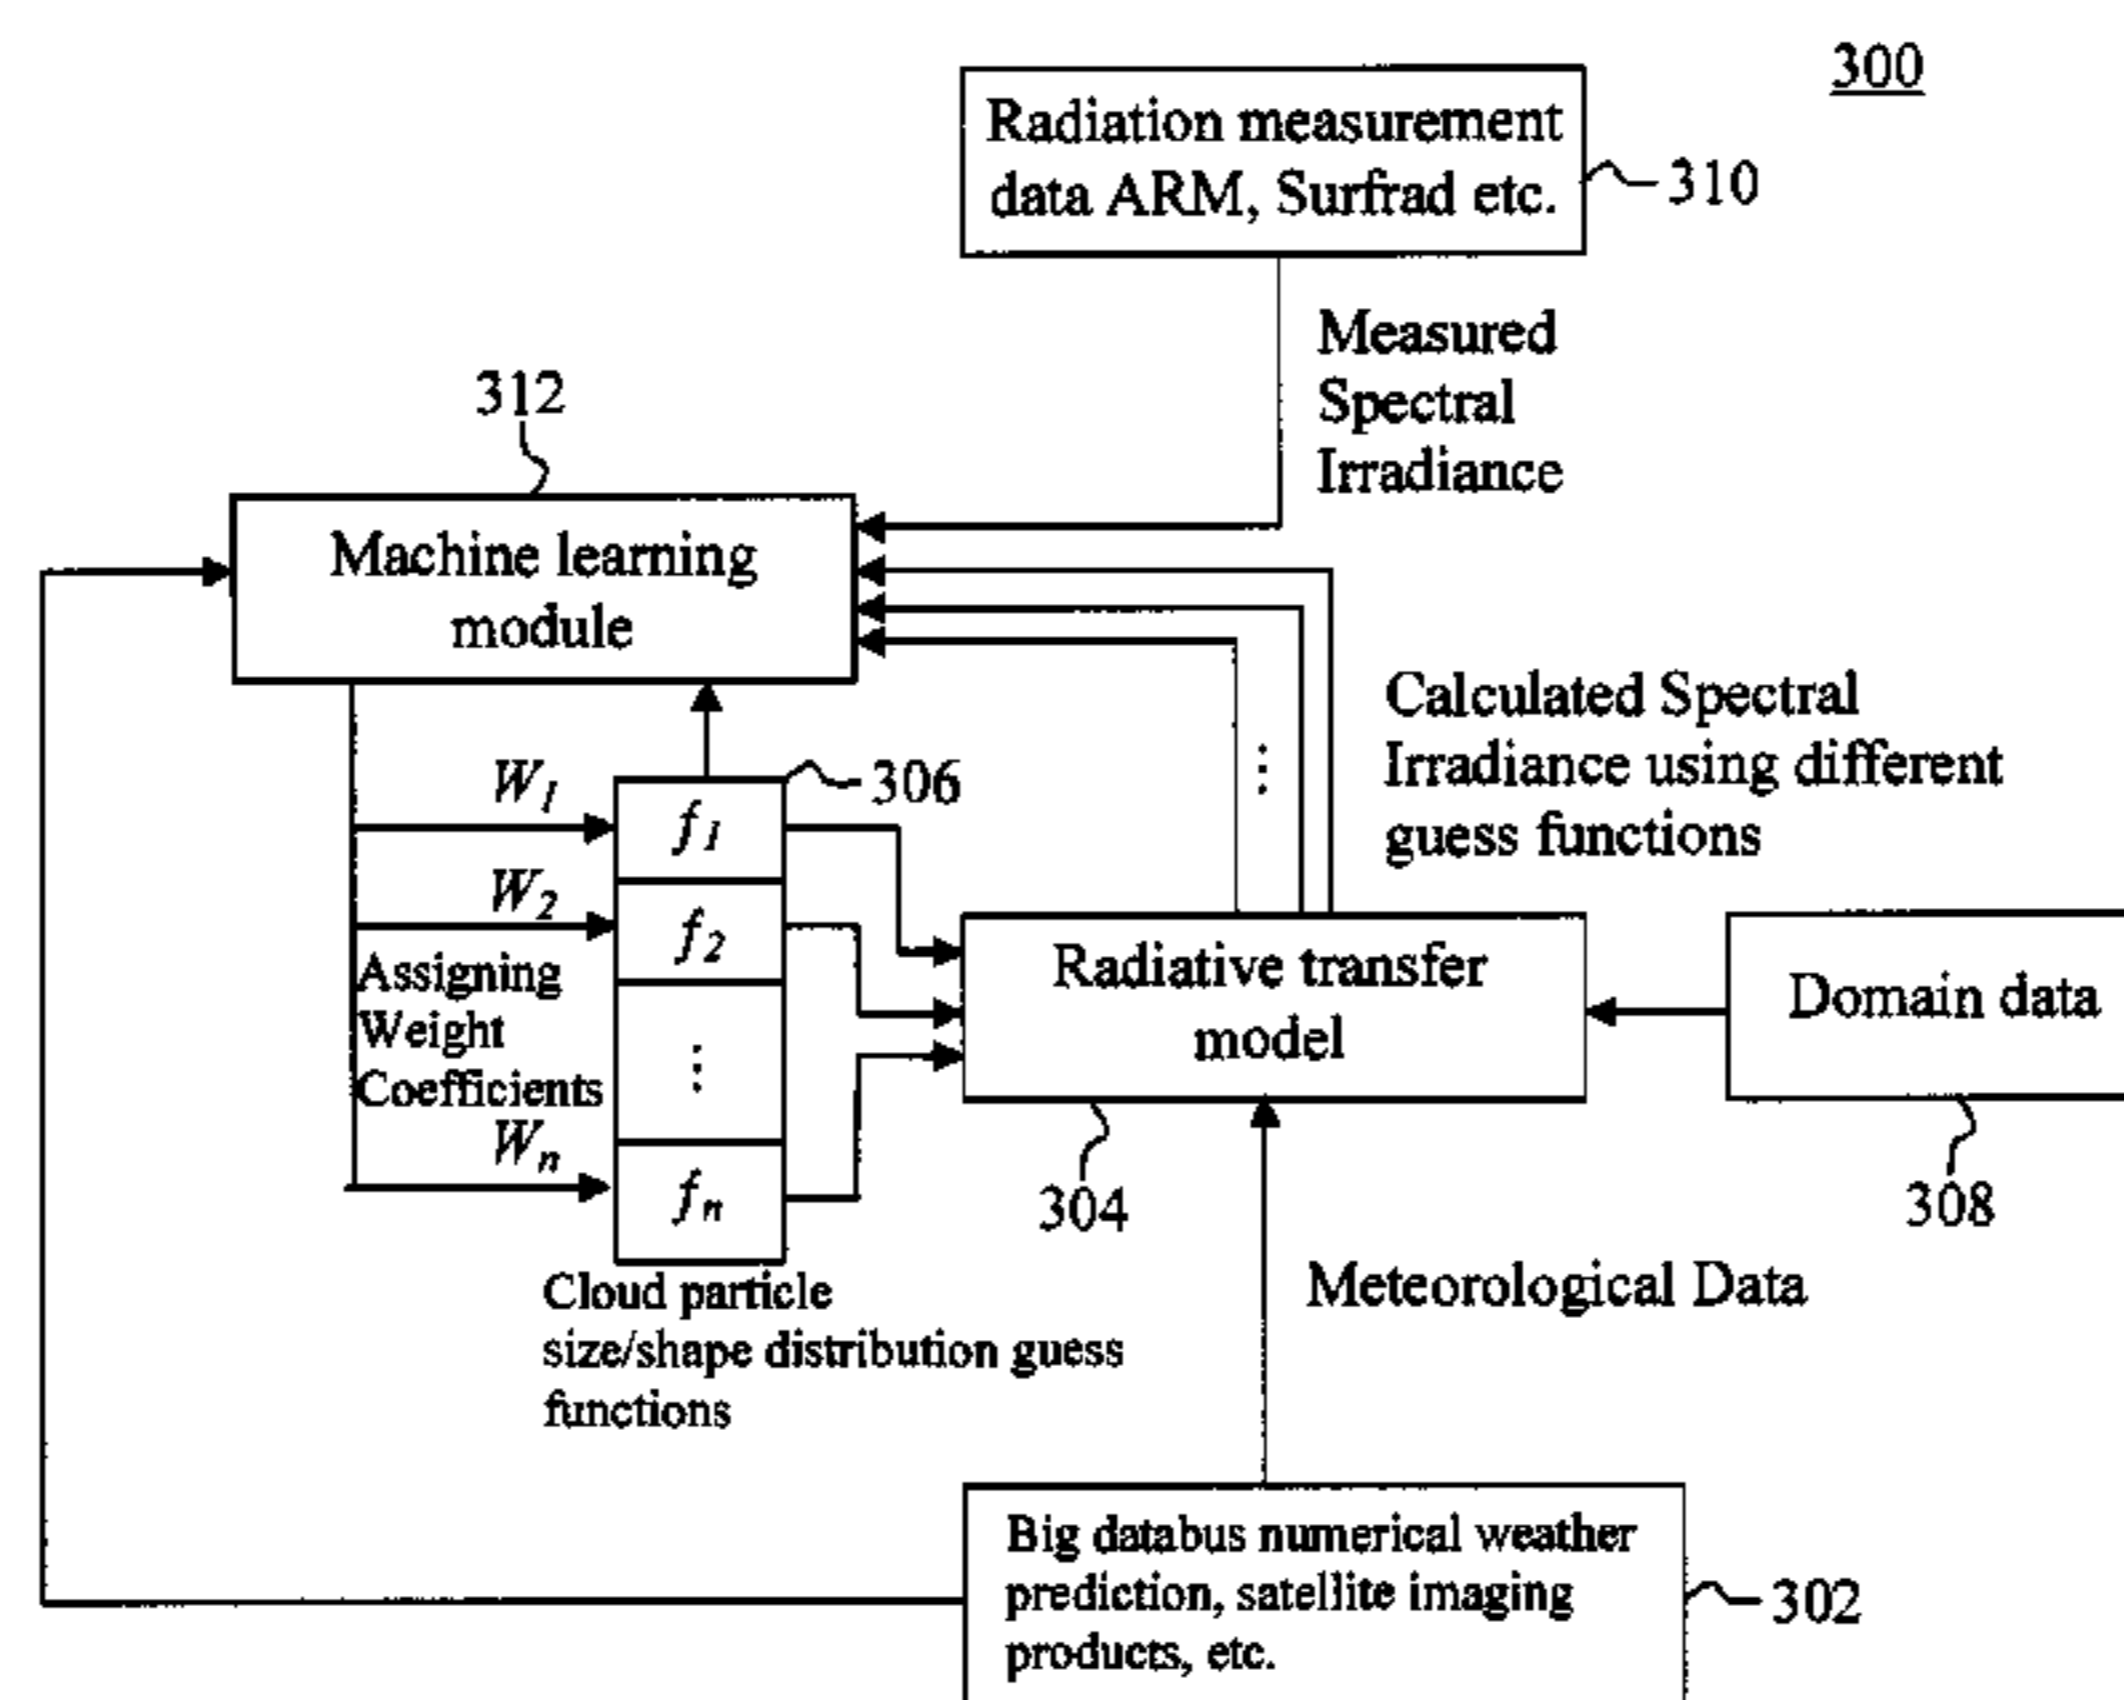 300
Radiation measurement
data ARM, Surfrad etc.
310
Measured
Spectral
Irradiance
312
Machine learning
module
Calculated Spectral
Irradiance using different
guess functions
W1
306
f1
W2
f2
Assigning
Weight
Coefficients
⋮
⋮
Wn
fn
Radiative transfer
model
Domain data
304
308
Cloud particle
size/shape distribution guess
functions
Meteorological Data
Big databus numerical weather
prediction, satellite imaging
products, etc.
302